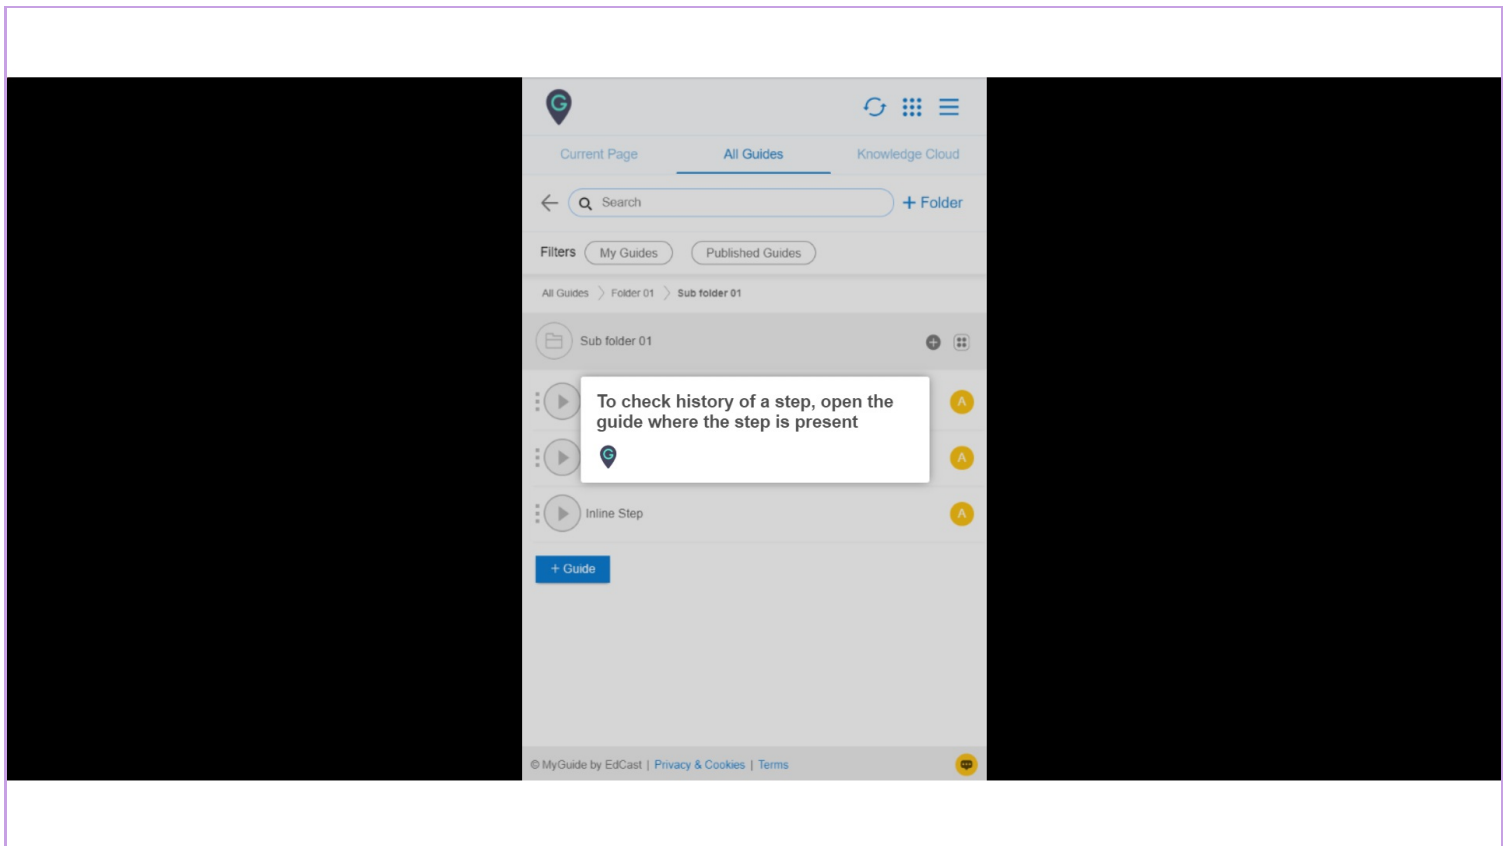 G
Current Page
All Guides
Knowledge Cloud
Search
+ Folder
Filters
My Guides
Published Guides
All Guides
Folder 01
Sub folder 01
Sub folder 01
To check history of a step, open the
guide where the step is present
G
A
A
Inline Step
A
+ Guide
© MyGuide by EdCast | Privacy & Cookies | Terms